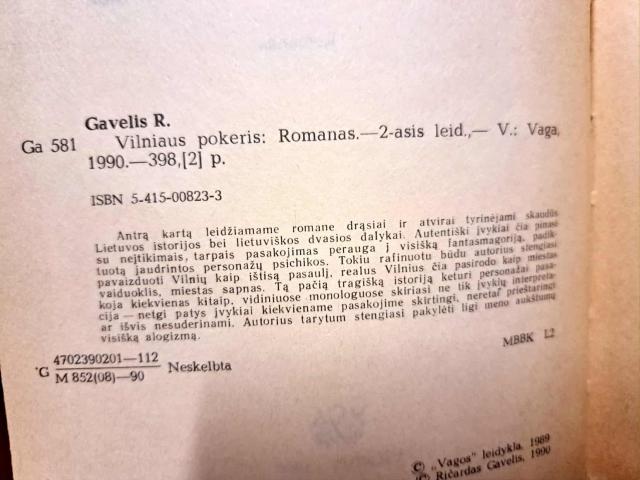 Gavelis R.
Ga 581 Vilniaus pokeris: Romanas.—2-asis leid.,— V.: Vaga,
1990.—398,[2] p.
ISBN 5-415-00823-3
Antrą kartą leidžiamame romane drąsiai ir atvirai tyrinėjami skaudūs
Lietuvos istorijos bei lietuviškos dvasios dalykai. Autentiški įvykiai čia pinasi
su neįtikimais, tarpais pasakojimas perauga į visišką fantasmagoriją, padik-
tuotą jaudrintos personažų psichikos. Tokiu rafinuotu būdu autorius stengiasi
pavaizduoti Vilnių kaip ištisą pasaulį, realus Vilnius čia pasirodo kaip miestas
vaiduoklis, miestas sapnas. Tą pačią tragišką istoriją keturi personažai pasa-
koja kiekvienas kitaip, vidiniuose monologuose skiriasi ne tik įvykių interpreta-
cija — netgi patys įvykiai kiekviename pasakojime skirtingi, neretai prieštaringi
ar išvis nesuderinami. Autorius tarytum stengiasi pakylėti ligi meno aukštumų
visišką alogizmą.
G 4702390201—112
M 852(08)—90 Neskelbta
MBBK L2
© „Vagos" leidykla, 1989
© Ričardas Gavelis, 1990